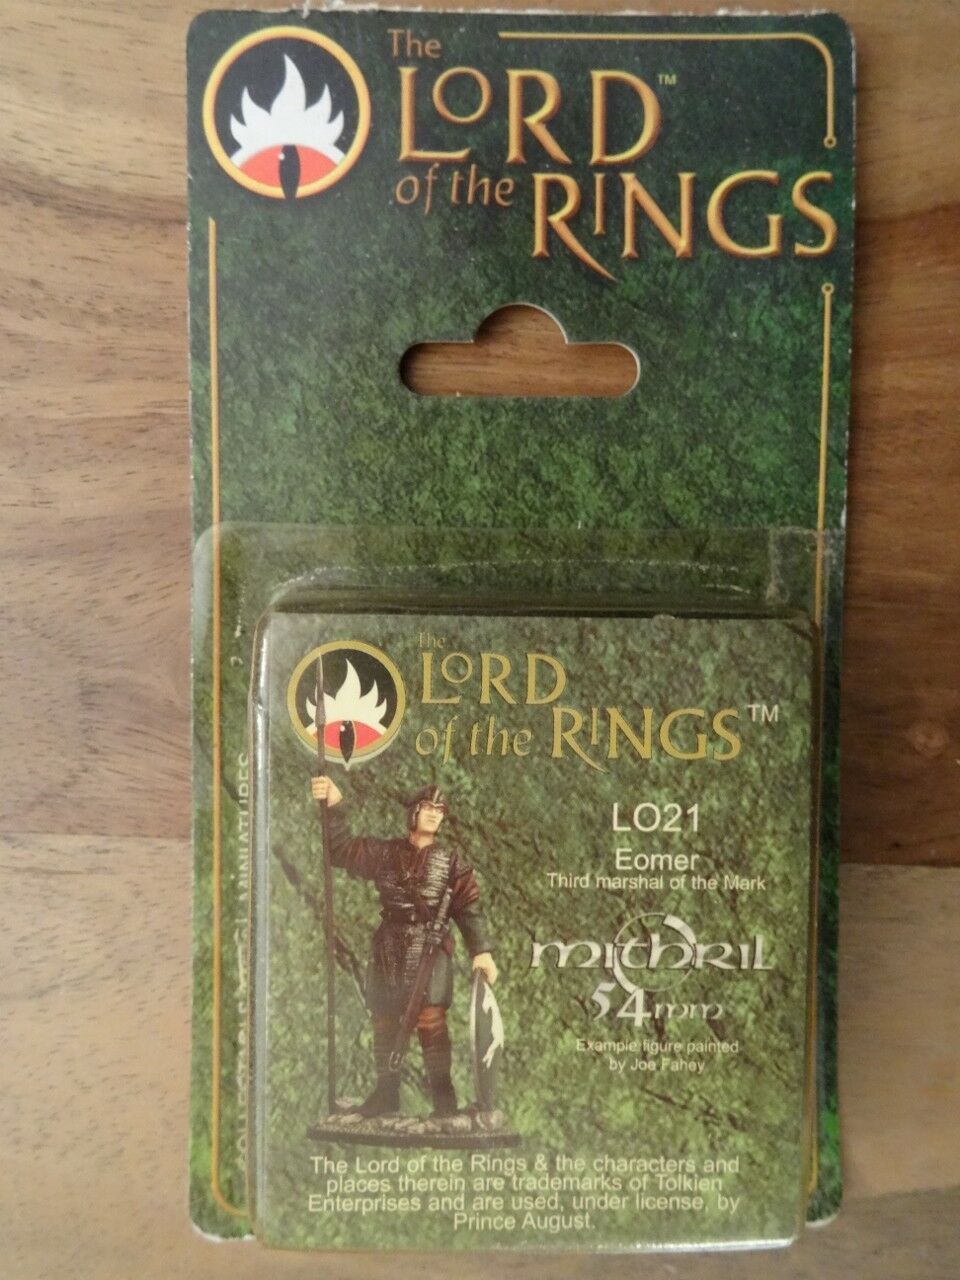 The
LORD™
of the RINGS
The
LORD
of the RINGS™
LO21
Eomer
Third marshal of the Mark
mithril
54mm
Example figure painted
by Joe Fahey
The Lord of the Rings & the characters and
places therein are trademarks of Tolkien
Enterprises and are used, under license, by
Prince August.
MINIATURES